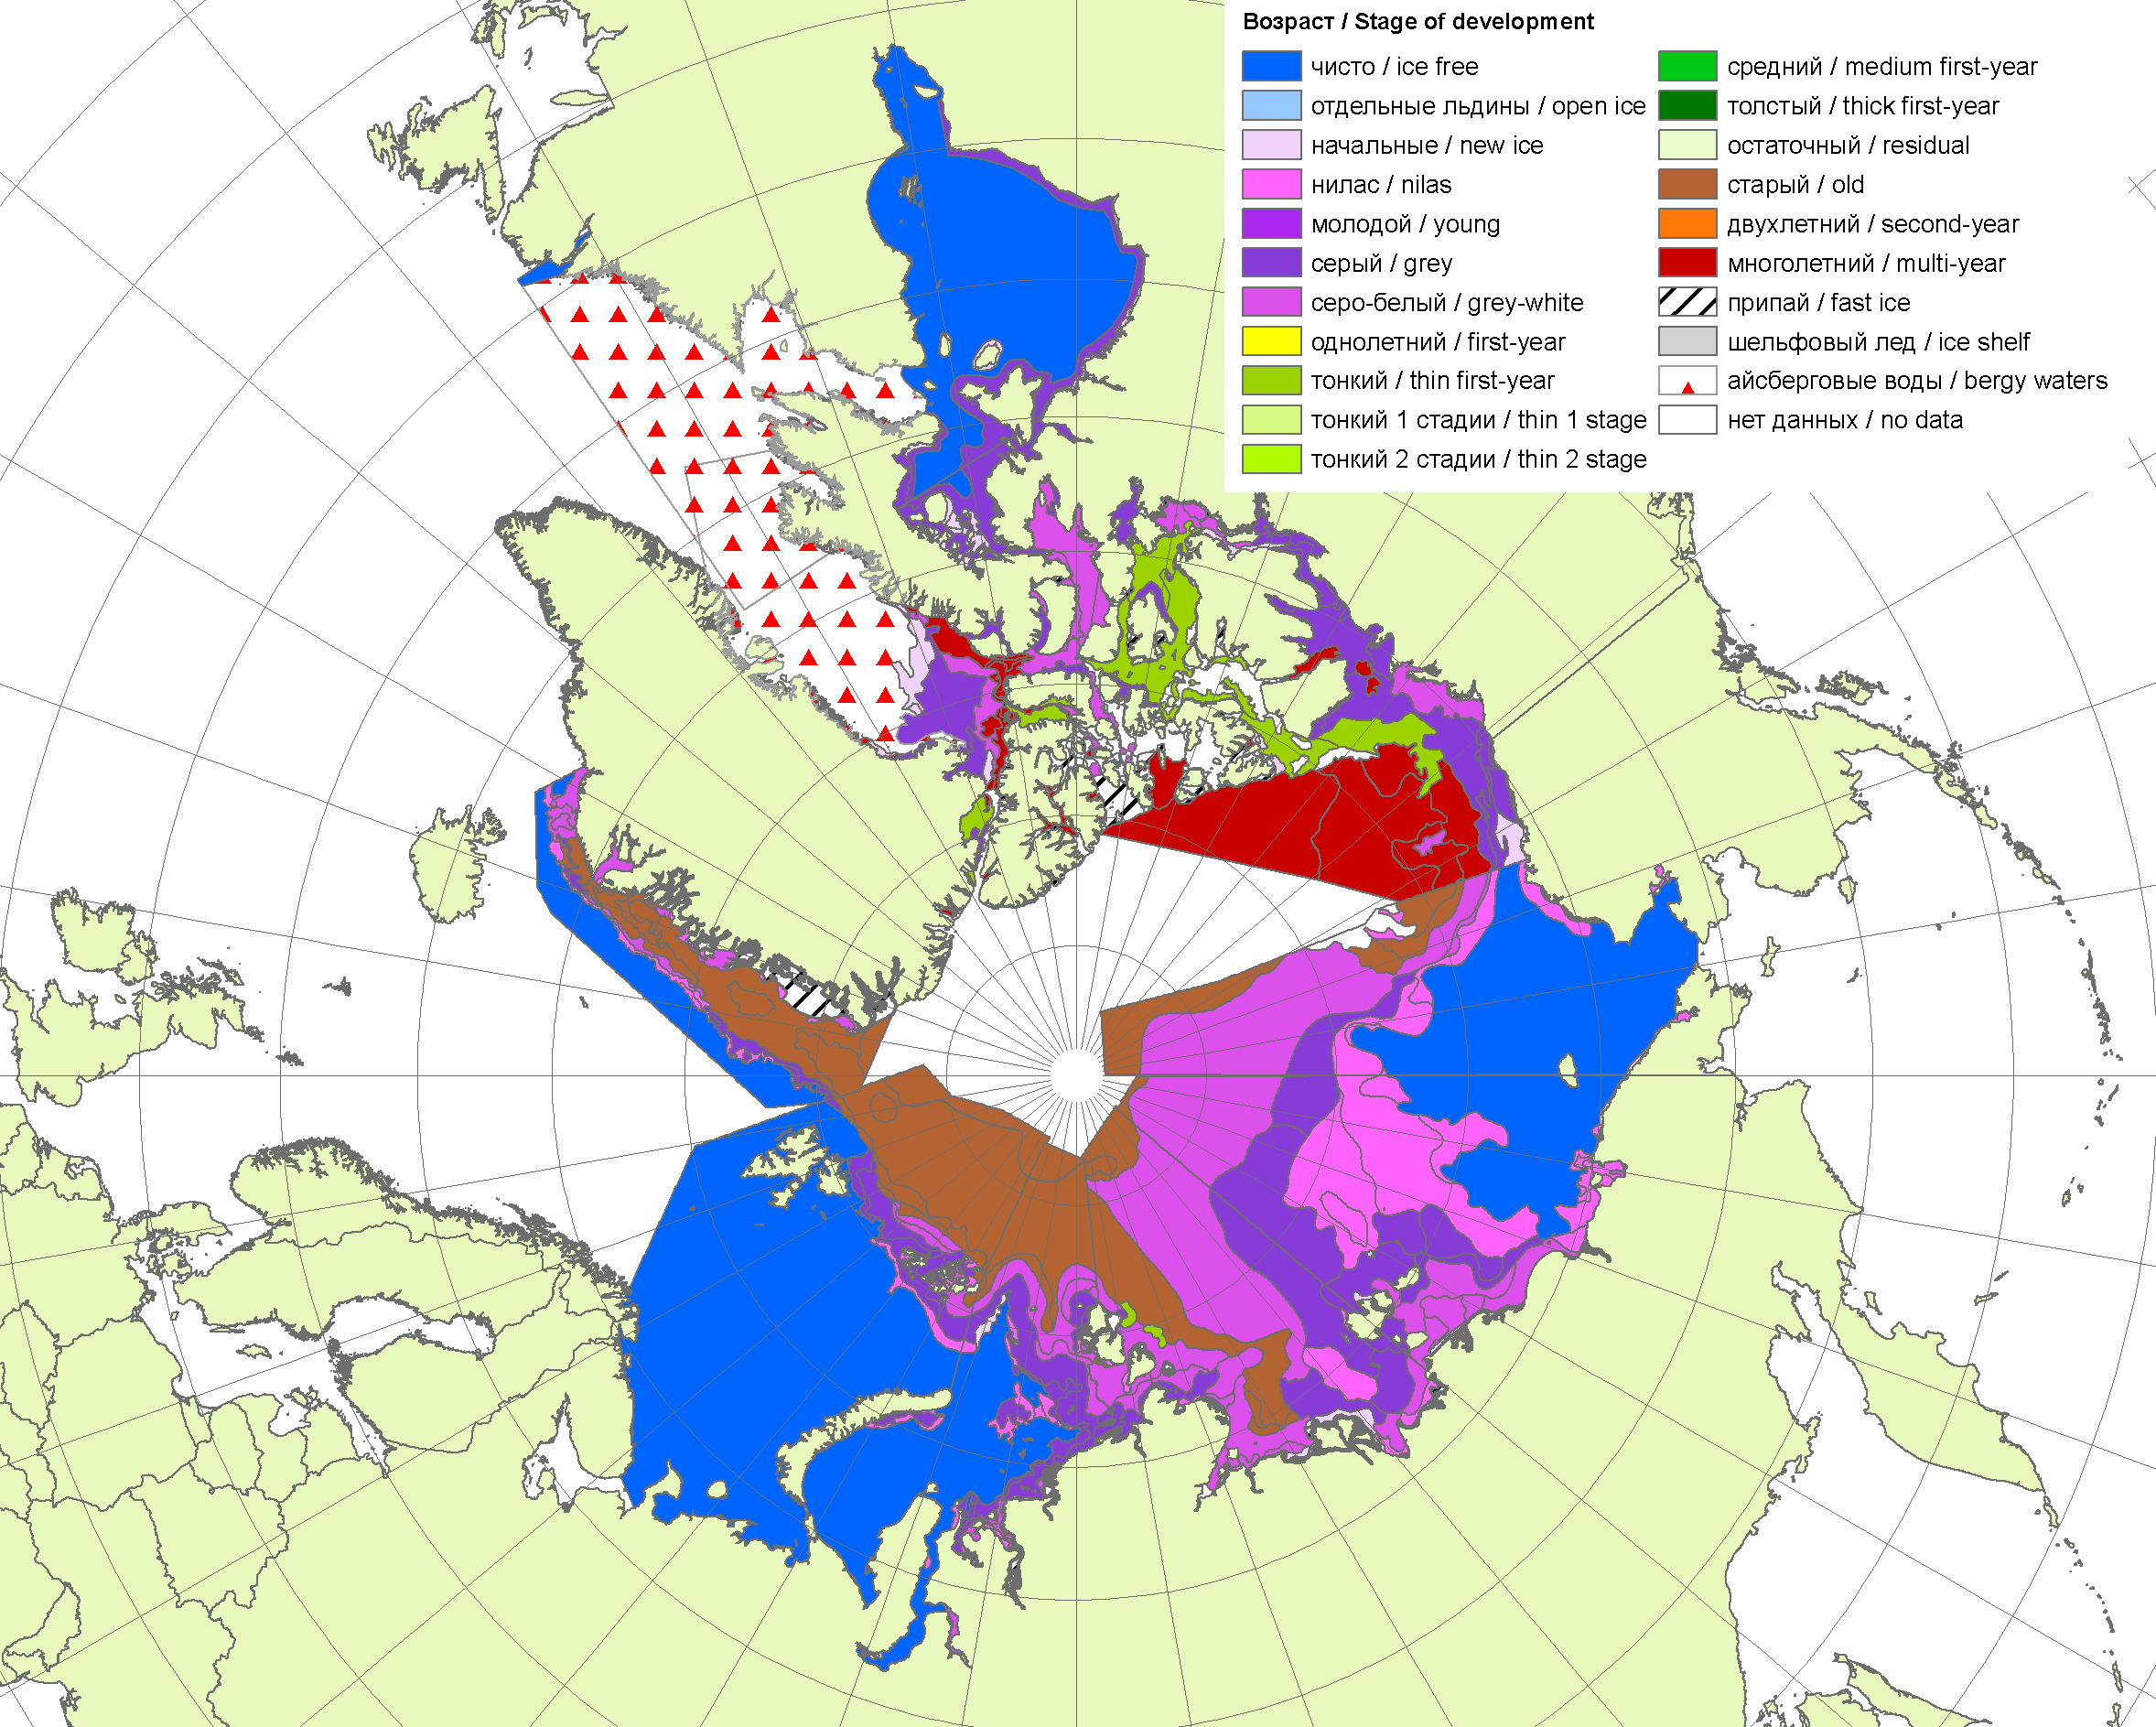 Возраст / Stage of development
чисто / ice free
отдельные льдины / open ice
начальные / new ice
нилас / nilas
молодой / young
серый / grey
серо-белый / grey-white
однолетний / first-year
тонкий / thin first-year
тонкий 1 стадии / thin 1 stage
тонкий 2 стадии / thin 2 stage
средний / medium first-year
толстый / thick first-year
остаточный / residual
старый / old
двухлетний / second-year
многолетний / multi-year
припай / fast ice
шельфовый лед / ice shelf
айсберговые воды / bergy waters
нет данных / no data